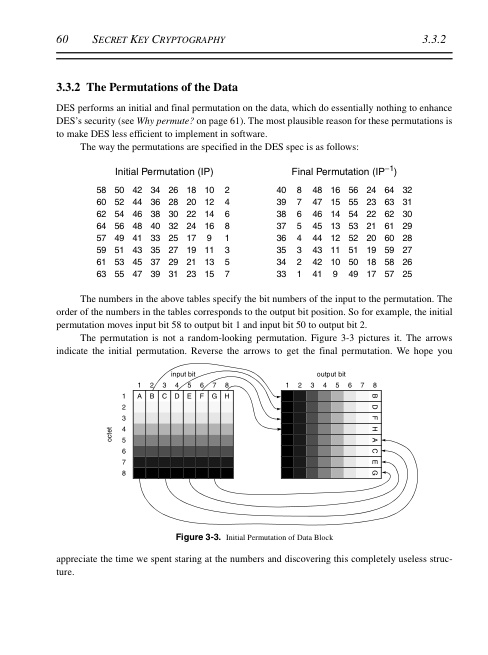 60 SECRET KEY CRYPTOGRAPHY 3.3.2
3.3.2 The Permutations of the Data
DES performs an initial and final permutation on the data, which do essentially nothing to enhance
DES's security (see Why permute? on page 61). The most plausible reason for these permutations is
to make DES less efficient to implement in software.
The way the permutations are specified in the DES spec is as follows:
Initial Permutation (IP) Final Permutation (IP⁻¹)
58 50 42 34 26 18 10 2 40 8 48 16 56 24 64 32
60 52 44 36 28 20 12 4 39 7 47 15 55 23 63 31
62 54 46 38 30 22 14 6 38 6 46 14 54 22 62 30
64 56 48 40 32 24 16 8 37 5 45 13 53 21 61 29
57 49 41 33 25 17 9 1 36 4 44 12 52 20 60 28
59 51 43 35 27 19 11 3 35 3 43 11 51 19 59 27
61 53 45 37 29 21 13 5 34 2 42 10 50 18 58 26
63 55 47 39 31 23 15 7 33 1 41 9 49 17 57 25
The numbers in the above tables specify the bit numbers of the input to the permutation. The
order of the numbers in the tables corresponds to the output bit position. So for example, the initial
permutation moves input bit 58 to output bit 1 and input bit 50 to output bit 2.
The permutation is not a random-looking permutation. Figure 3-3 pictures it. The arrows
indicate the initial permutation. Reverse the arrows to get the final permutation. We hope you
input bit output bit
1 2 3 4 5 6 7 8 1 2 3 4 5 6 7 8
1 A B C D E F G H B
2 D
3 F
4 H
octet
5 A
6 C
7 E
8 G
Figure 3-3. Initial Permutation of Data Block
appreciate the time we spent staring at the numbers and discovering this completely useless struc-
ture.